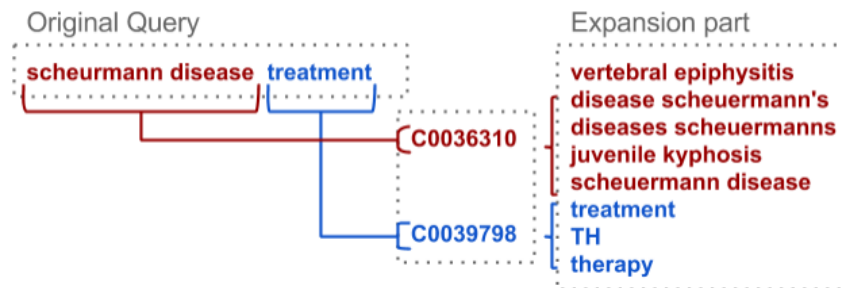 Original Query
Expansion part
scheurmann disease treatment
vertebral epiphysitis
disease scheuermann's
diseases scheuermanns
juvenile kyphosis
scheuermann disease
C0036310
treatment
TH
therapy
C0039798